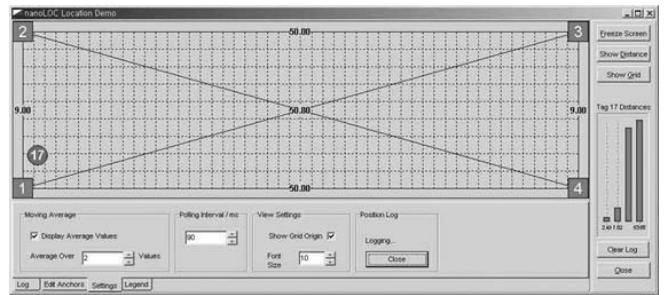 nanoLOC Location Demo
2
50.00
3
Freeze Screen
Show Distance
Show Grid
9.00
50.80
9.00
Tag 17 Distances
17
1
50.00
4
Moving Average
Display Average Values
Average Over 2 Values
Polling Interval / ms
90
View Settings
Show Grid Origin
Font Size 10
Position Log
Logging...
Close
Clear Log
Close
Log Edit Anchors Settings Legend